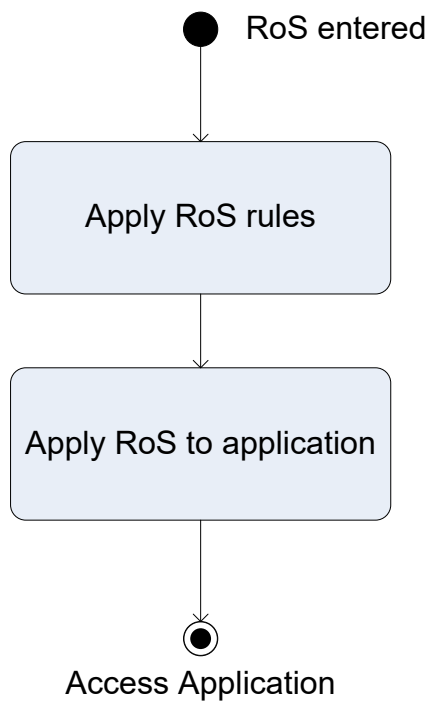 RoS entered
Apply RoS rules
Apply RoS to application
Access Application